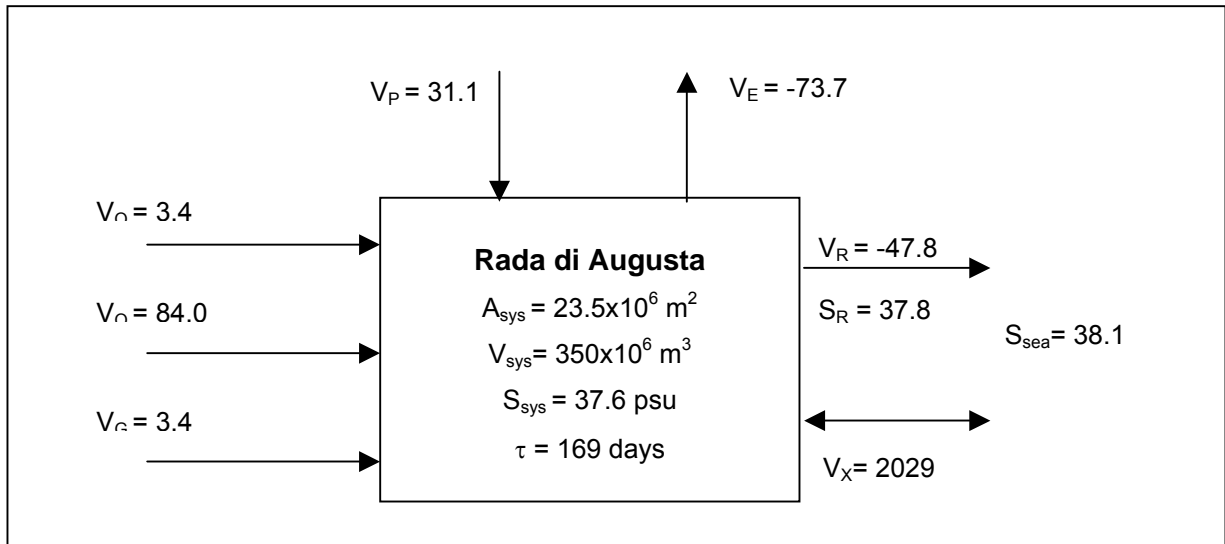 V_P = 31.1
V_E = -73.7
V_Q = 3.4
V_O = 84.0
V_G = 3.4
Rada di Augusta
A_sys = 23.5x10^6 m^2
V_sys = 350x10^6 m^3
S_sys = 37.6 psu
τ = 169 days
V_R = -47.8
S_R = 37.8
S_sea = 38.1
V_X = 2029